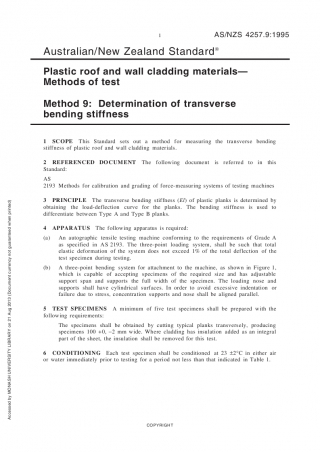 1
AS/NZS 4257.9:1995
Australian/New Zealand Standard®
Plastic roof and wall cladding materials—
Methods of test
Method 9: Determination of transverse
bending stiffness
1 SCOPE This Standard sets out a method for measuring the transverse bending
stiffness of plastic roof and wall cladding materials.
2 REFERENCED DOCUMENT The following document is referred to in this
Standard:
AS
2193 Methods for calibration and grading of force-measuring systems of testing machines
3 PRINCIPLE The transverse bending stiffness (EI) of planks is determined by
obtaining the load-deflection curve for the planks. The bending stiffness is used to
differentiate between Type A and Type B planks.
4 APPARATUS The following apparatus is required:
(a) An autographic tensile testing machine conforming to the requirements of Grade A
as specified in AS 2193. The three-point loading system, shall be such that total
elastic deformation of the system does not exceed 1% of the total deflection of the
test specimen during testing.
(b) A three-point bending system for attachment to the machine, as shown in Figure 1,
which is capable of accepting specimens of the required size and has an adjustable
support span and supports the full width of the specimen. The loading nose and
supports shall have cylindrical surfaces. In order to avoid excessive indentation or
failure due to stress, concentration supports and nose shall be aligned parallel.
5 TEST SPECIMENS A minimum of five test specimens shall be prepared with the
following requirements:
The specimens shall be obtained by cutting typical planks transversely, producing
specimens 100 +0, −2 mm wide. Where cladding has insulation added as an integral
part of the sheet, the insulation shall be removed for this test.
6 CONDITIONING Each test specimen shall be conditioned at 23 ±2°C in either air
or water immediately prior to testing for a period not less than that indicated in Table 1.
COPYRIGHT
Accessed by MONASH UNIVERSITY LIBRARY on 21 Aug 2013 (Document currency not guaranteed when printed)